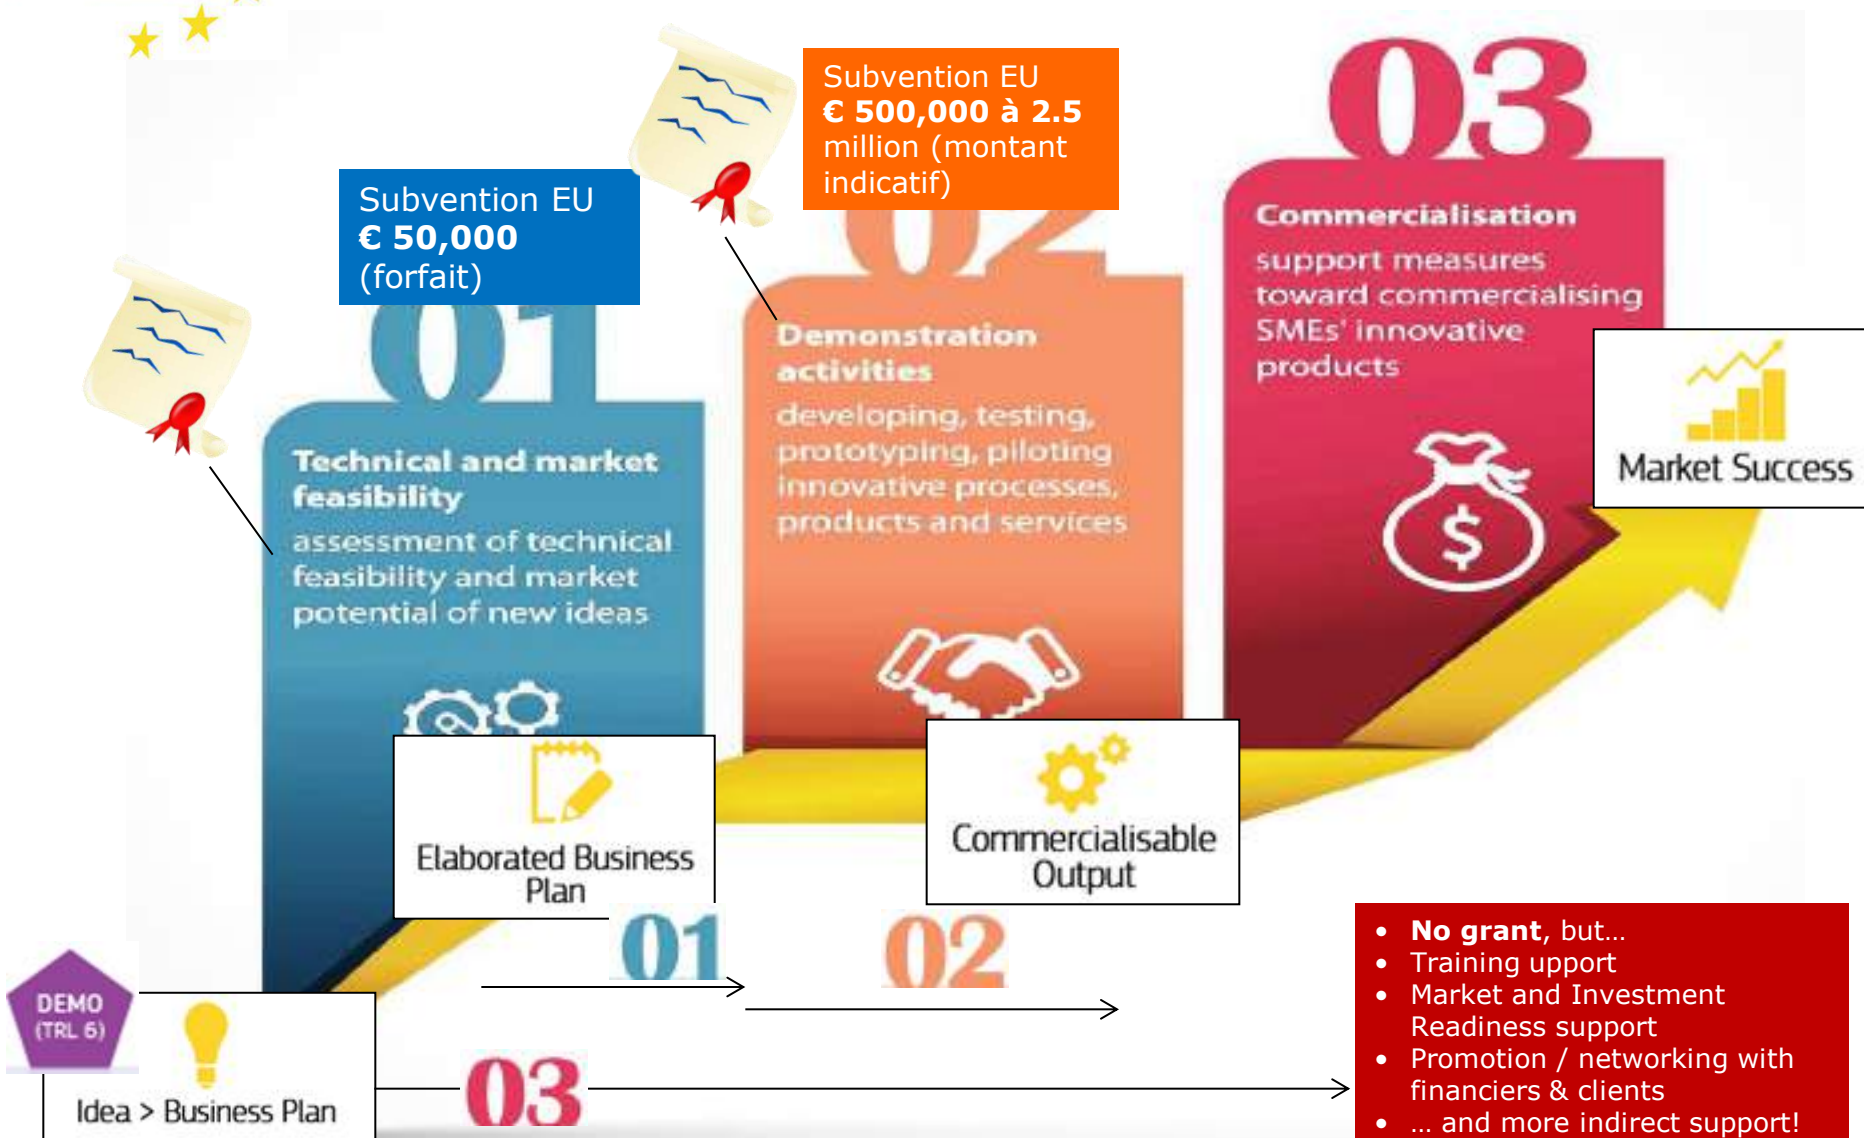 Subvention EU
€ 50,000
(forfait)
01
Technical and market
feasibility
assessment of technical
feasibility and market
potential of new ideas
Subvention EU
€ 500,000 à 2.5
million (montant
indicatif)
02
Demonstration
activities
developing, testing,
prototyping, piloting
innovative processes,
products and services
03
Commercialisation
support measures
toward commercialising
SMEs' innovative
products
$
Market Success
Elaborated Business
Plan
Commercialisable
Output
01
02
DEMO
(TRL 6)
Idea > Business Plan
03
• No grant, but…
• Training upport
• Market and Investment
Readiness support
• Promotion / networking with
financiers & clients
• … and more indirect support!